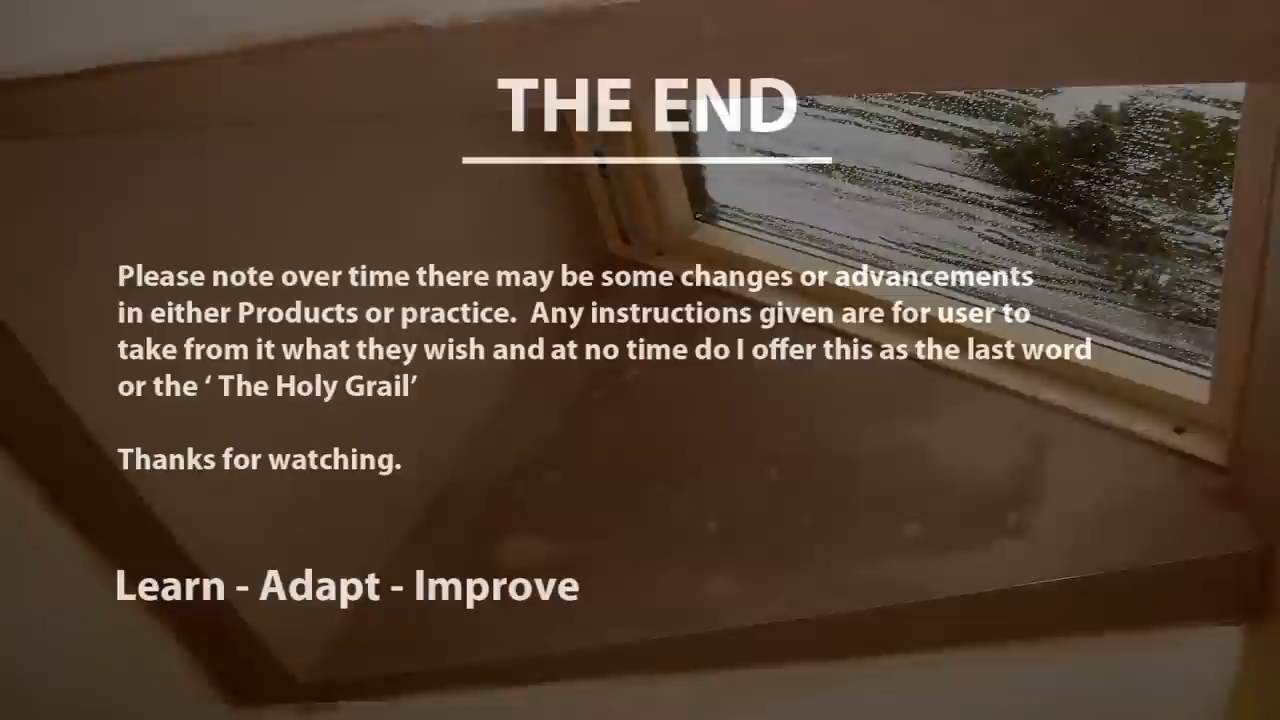 THE END
Please note over time there may be some changes or advancements
in either Products or practice.  Any instructions given are for user to
take from it what they wish and at no time do I offer this as the last word
or the ‘ The Holy Grail’
Thanks for watching.
Learn - Adapt - Improve